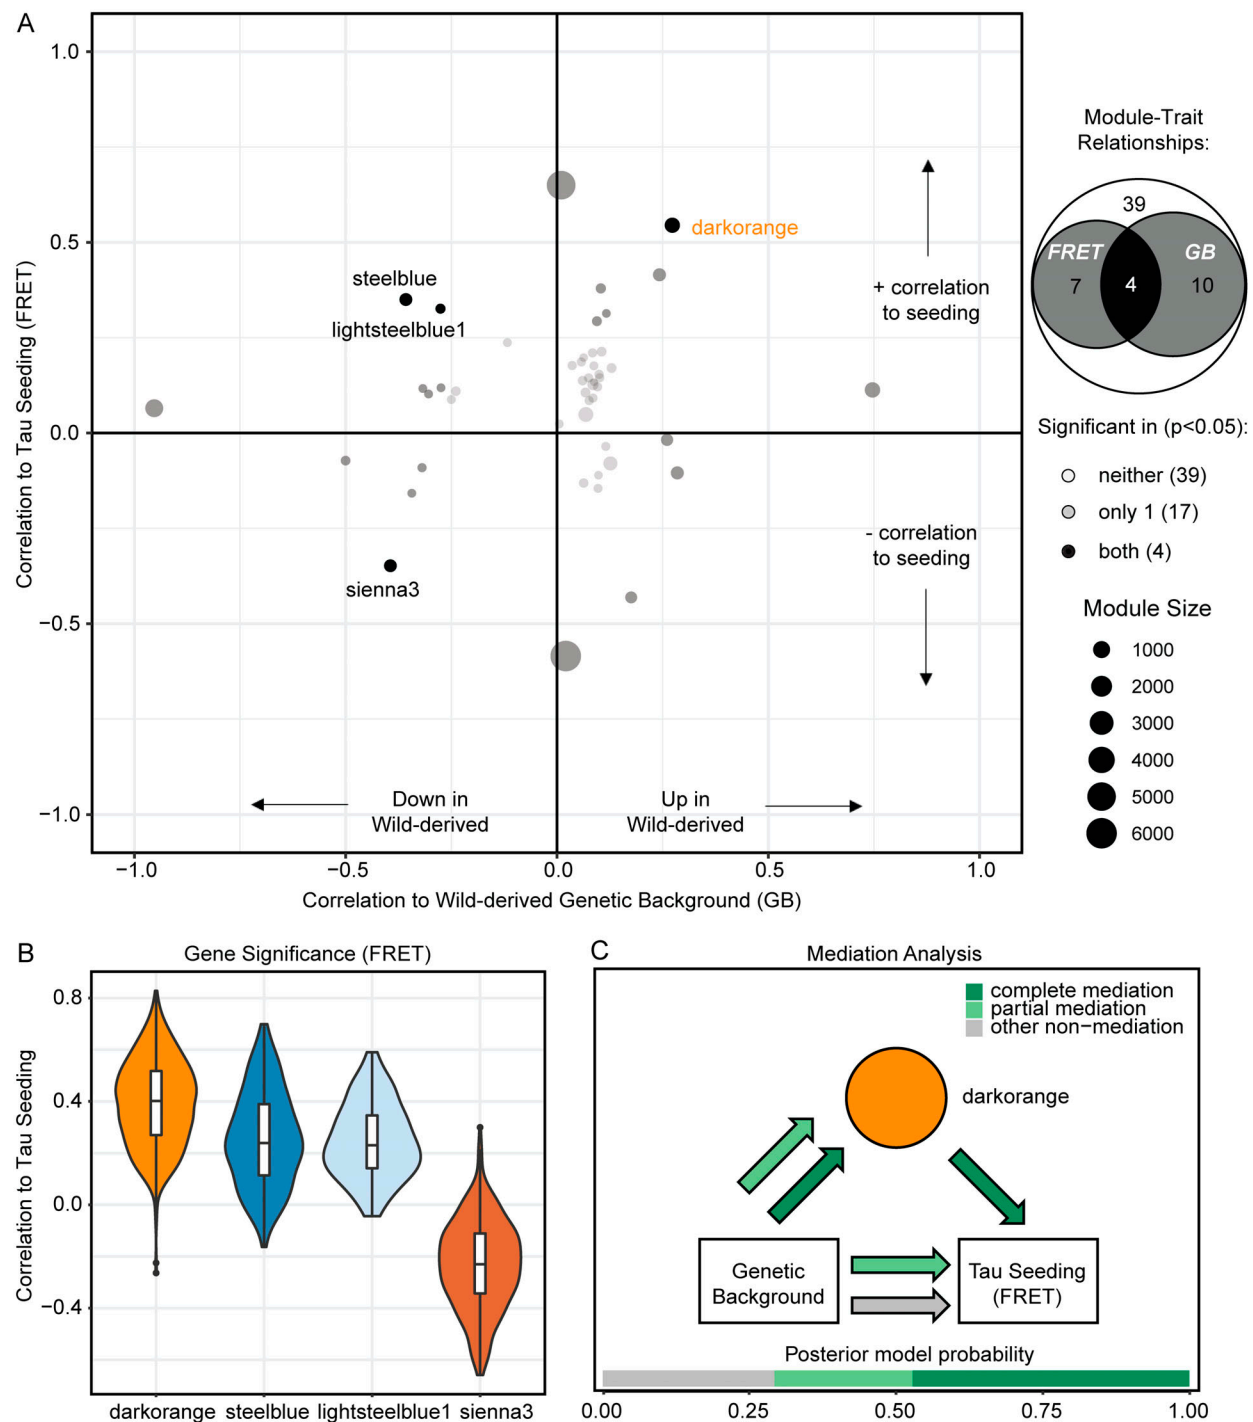 A
1.0
0.5
0.0
−0.5
−1.0
Correlation to Tau Seeding (FRET)
darkorange
steelblue
lightsteelblue1
sienna3
+ correlation
to seeding
- correlation
to seeding
Down in
Wild-derived
Up in
Wild-derived
−1.0
−0.5
0.0
0.5
1.0
Correlation to Wild-derived Genetic Background (GB)
Module-Trait
Relationships:
39
FRET
GB
7
4
10
Significant in (p<0.05):
neither (39)
only 1 (17)
both (4)
Module Size
1000
2000
3000
4000
5000
6000
B
Gene Significance (FRET)
0.8
0.4
0.0
−0.4
Correlation to Tau Seeding
darkorange
steelblue
lightsteelblue1
sienna3
C
Mediation Analysis
complete mediation
partial mediation
other non−mediation
darkorange
Genetic
Background
Tau Seeding
(FRET)
Posterior model probability
0.00
0.25
0.50
0.75
1.00